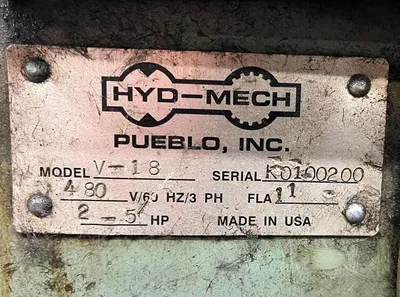 HYD-MECH
PUEBLO, INC.
MODEL V-18 SERIAL K0100200
480 V/60 HZ/3 PH FLA 11
2-5 HP MADE IN USA